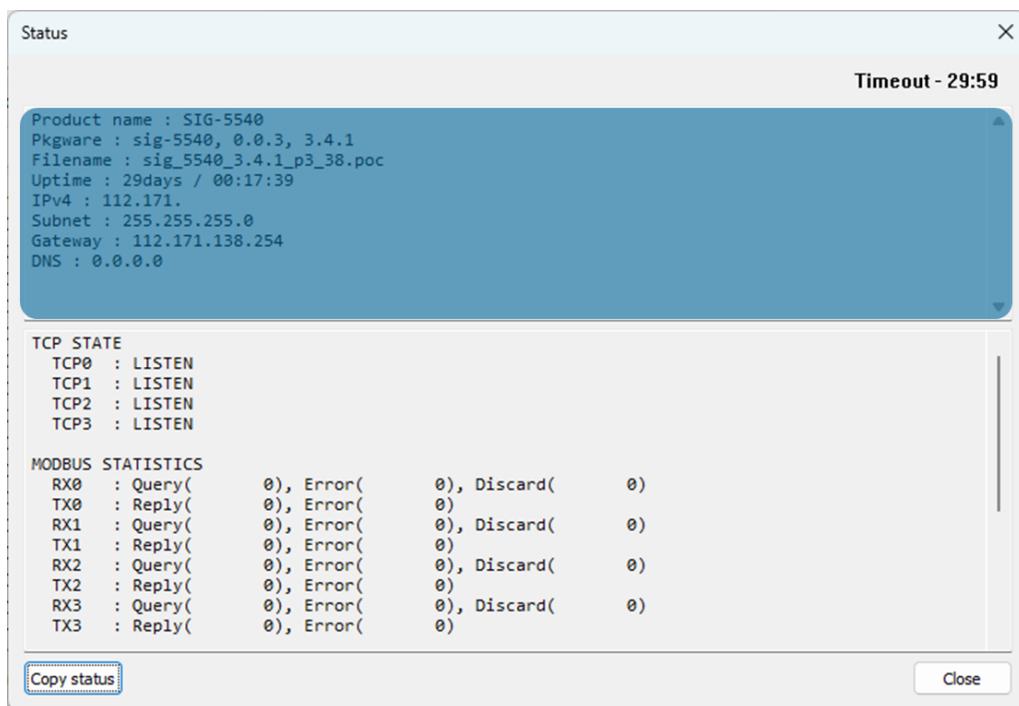 Status
Timeout - 29:59
Product name : SIG-5540
Pkgware : sig-5540, 0.0.3, 3.4.1
Filename : sig_5540_3.4.1_p3_38.poc
Uptime : 29days / 00:17:39
IPv4 : 112.171.
Subnet : 255.255.255.0
Gateway : 112.171.138.254
DNS : 0.0.0.0
TCP STATE
TCP0 : LISTEN
TCP1 : LISTEN
TCP2 : LISTEN
TCP3 : LISTEN
MODBUS STATISTICS
RX0 : Query( 0), Error( 0), Discard( 0)
TX0 : Reply( 0), Error( 0)
RX1 : Query( 0), Error( 0), Discard( 0)
TX1 : Reply( 0), Error( 0)
RX2 : Query( 0), Error( 0), Discard( 0)
TX2 : Reply( 0), Error( 0)
RX3 : Query( 0), Error( 0), Discard( 0)
TX3 : Reply( 0), Error( 0)
Copy status
Close